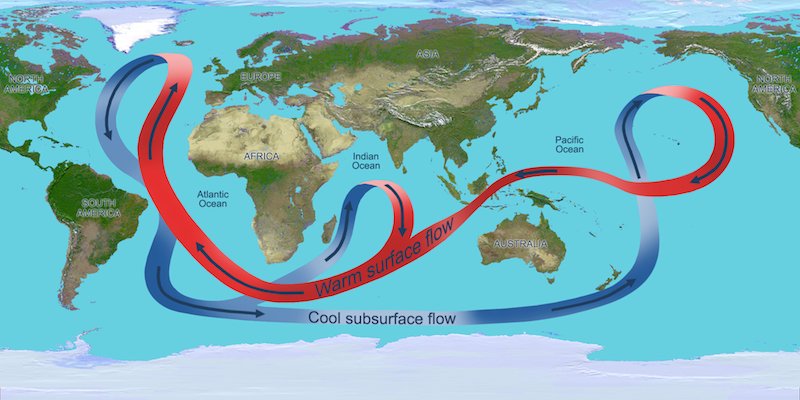 NORTH
AMERICA
EUROPE
ASIA
NORTH
AMERICA
AFRICA
Indian
Ocean
Pacific
Ocean
Atlantic
Ocean
SOUTH
AMERICA
AUSTRALIA
Warm surface flow
Cool subsurface flow